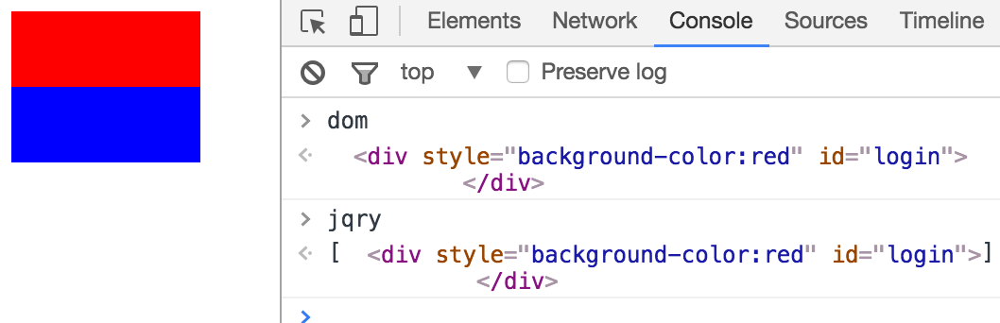 Elements Network Console Sources Timeline
top Preserve log
dom
<div style="background-color:red" id="login">
</div>
jqry
[ <div style="background-color:red" id="login">]
</div>